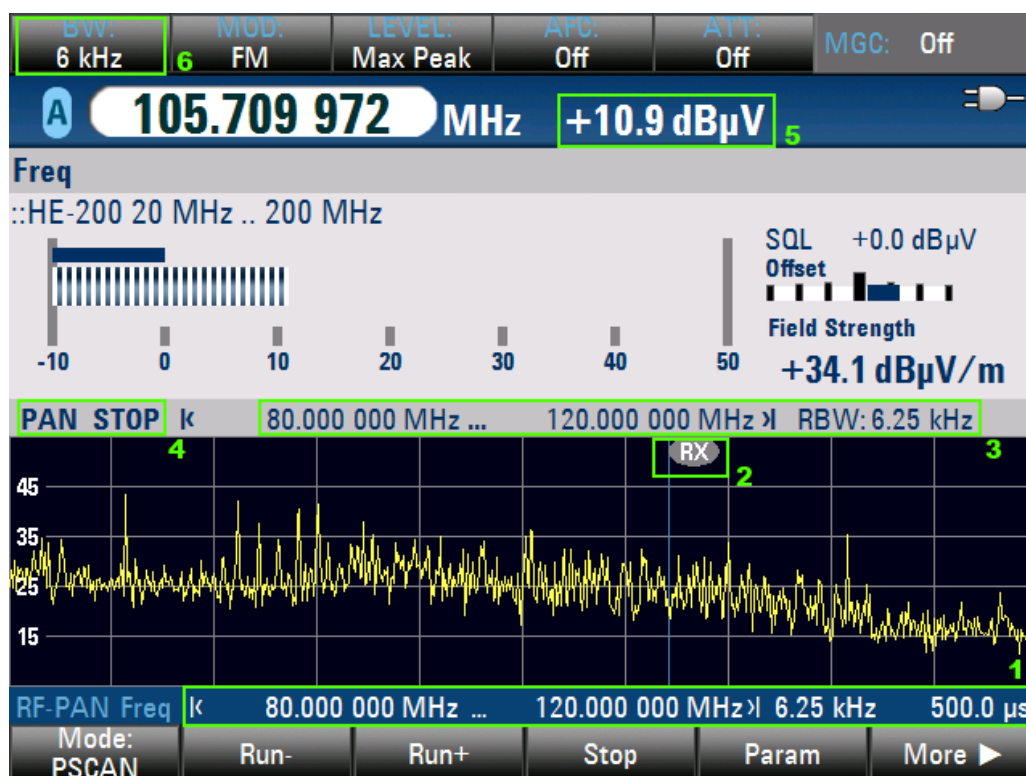 BW: MOD: LEVEL: AFC: ATT: MGC: Off
6 kHz 6 FM Max Peak Off Off
A 105.709 972 MHz +10.9 dBµV 5
Freq
::HE-200 20 MHz .. 200 MHz
SQL +0.0 dBµV
Offset
Field Strength
-10 0 10 20 30 40 50 +34.1 dBµV/m
PAN STOP 80.000 000 MHz ... 120.000 000 MHz RBW: 6.25 kHz
4 RX 2 3
45
35
25
15
1
RF-PAN Freq 80.000 000 MHz ... 120.000 000 MHz 6.25 kHz 500.0 µs
Mode: PSCAN Run- Run+ Stop Param More ▶